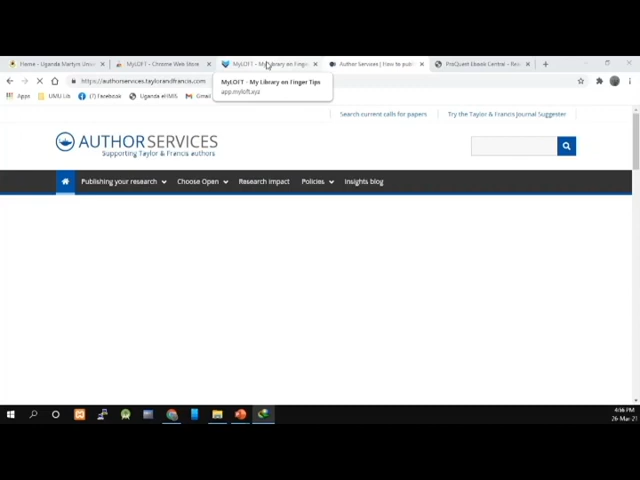 Home - Uganda Martyrs Univ
MyLOFT - Chrome Web Store
MyLOFT - My Library on Finge
Author Services | How to pub
ProQuest Ebook Central - Rea
https://authorservices.taylorandfrancis.com
MyLOFT - My Library on Finger Tips
app.myloft.xyz
Apps
UMU Lib
(7) Facebook
Uganda eHMIS
Gmail
Search current calls for papers
Try the Taylor & Francis Journal Suggester
AUTHOR SERVICES
Supporting Taylor & Francis authors
Publishing your research
Choose Open
Research impact
Policies
Insights blog
4:56 PM
26-Mar-21